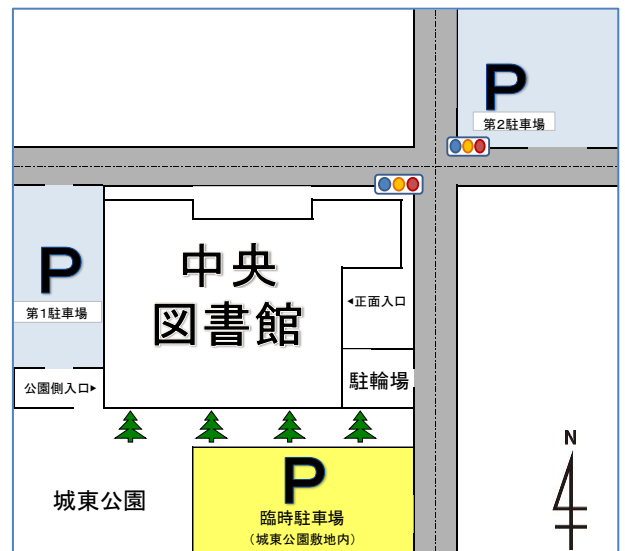 P
第2駐車場
中央
図書館
P
第1駐車場
◂正面入口
公園側入口▸
駐輪場
城東公園
P
臨時駐車場
（城東公園敷地内）
N